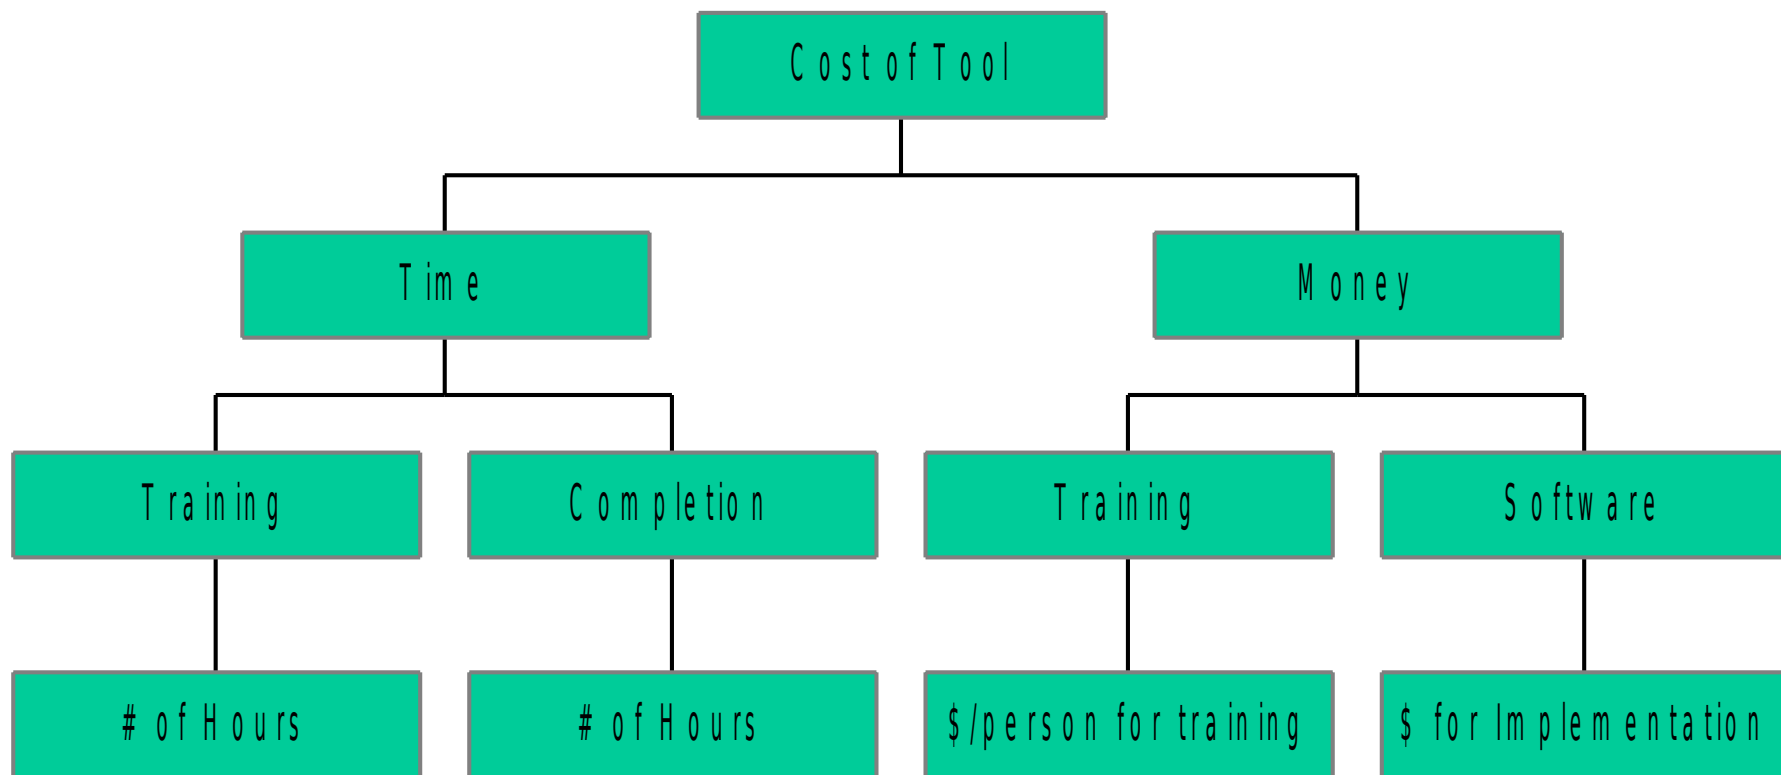 Cost of Tool
Time
Money
Training
Completion
Training
Software
# of Hours
# of Hours
$/person for training
$ for Implementation